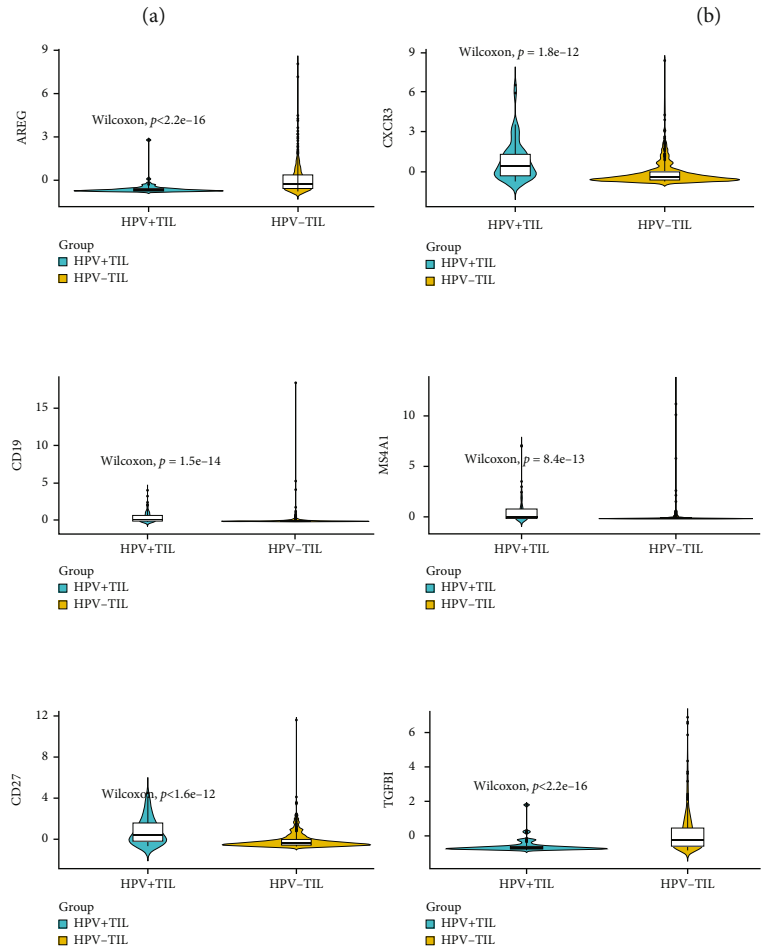 (a)
(b)
9
6
3
0
AREG
Wilcoxon, p<2.2e–16
HPV+TIL
HPV–TIL
Group
HPV+TIL
HPV–TIL
9
6
3
0
CXCR3
Wilcoxon, p = 1.8e–12
HPV+TIL
HPV–TIL
Group
HPV+TIL
HPV–TIL
15
10
5
0
CD19
Wilcoxon, p = 1.5e–14
HPV+TIL
HPV–TIL
Group
HPV+TIL
HPV–TIL
10
5
0
MS4A1
Wilcoxon, p = 8.4e–13
HPV+TIL
HPV–TIL
Group
HPV+TIL
HPV–TIL
12
8
4
0
CD27
Wilcoxon, p<1.6e–12
HPV+TIL
HPV–TIL
Group
HPV+TIL
HPV–TIL
6
4
2
0
TGFBI
Wilcoxon, p<2.2e–16
HPV+TIL
HPV–TIL
Group
HPV+TIL
HPV–TIL